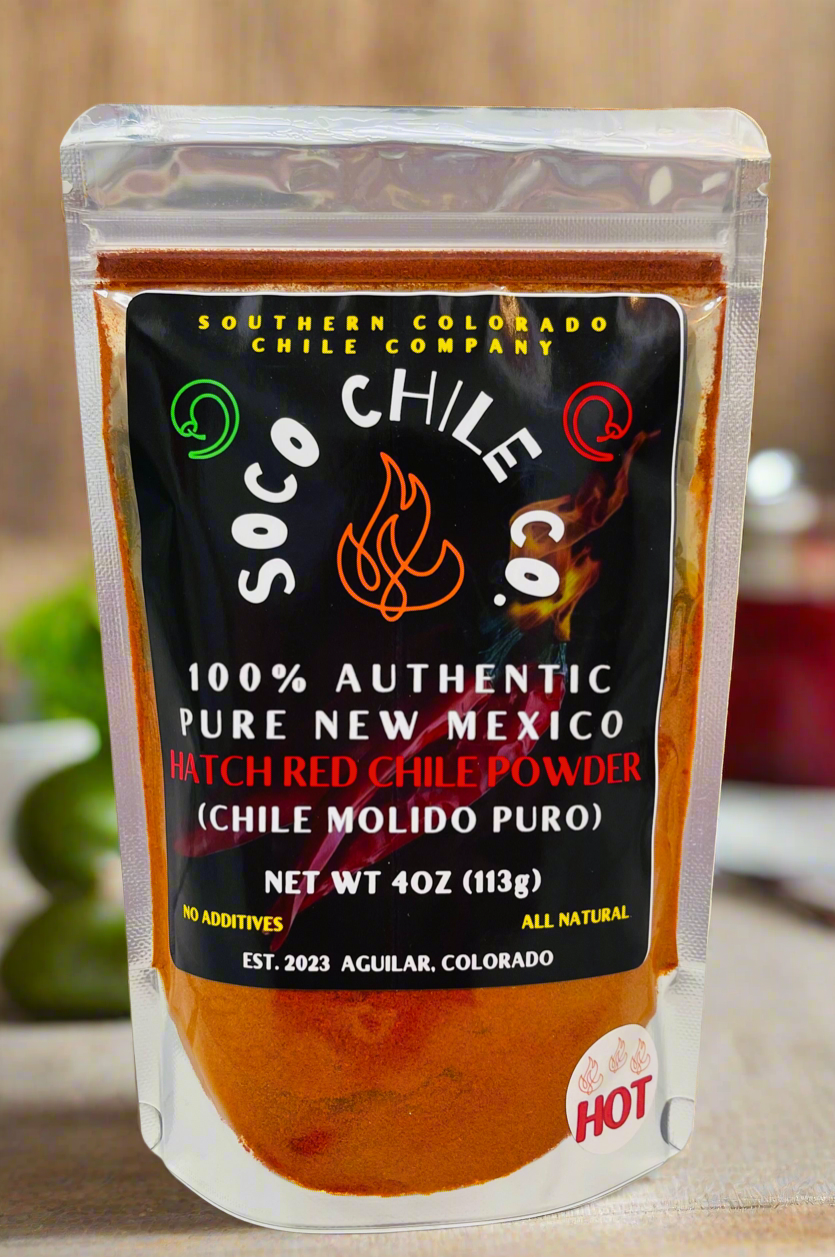 SOUTHERN COLORADO
CHILE COMPANY
SOCO CHILE CO.
100% AUTHENTIC
PURE NEW MEXICO
HATCH RED CHILE POWDER
(CHILE MOLIDO PURO)
NET WT 4OZ (113g)
NO ADDITIVES
ALL NATURAL
EST. 2023 AGUILAR, COLORADO
HOT